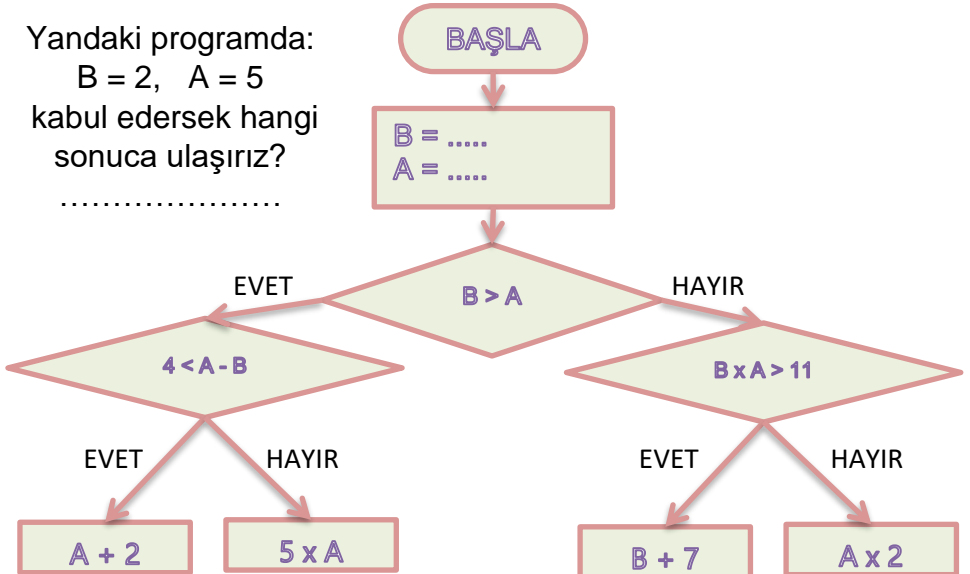 Yandaki programda:
B = 2, A = 5
kabul edersek hangi
sonuca ulaşırız?
.....................
BAŞLA
B = .....
A = .....
B > A
EVET
HAYIR
4 < A - B
B x A > 11
EVET
HAYIR
EVET
HAYIR
A + 2
5 x A
B + 7
A x 2